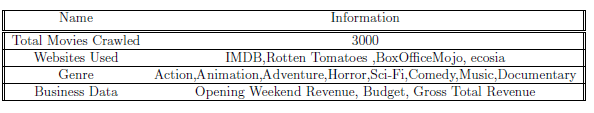 Name Information
Total Movies Crawled 3000
Websites Used IMDB,Rotten Tomatoes ,BoxOfficeMojo, ecosia
Genre Action,Animation,Adventure,Horror,Sci-Fi,Comedy,Music,Documentary
Business Data Opening Weekend Revenue, Budget, Gross Total Revenue